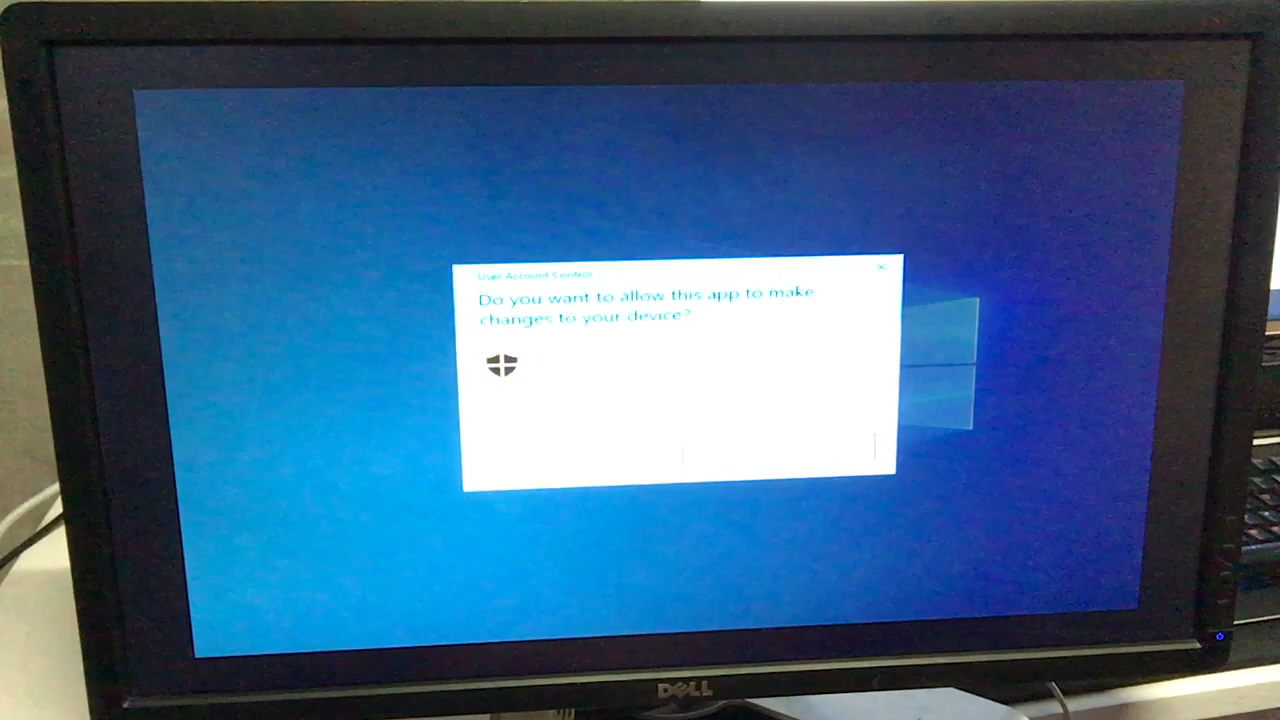 User Account Control
Do you want to allow this app to make
changes to your device?
DELL